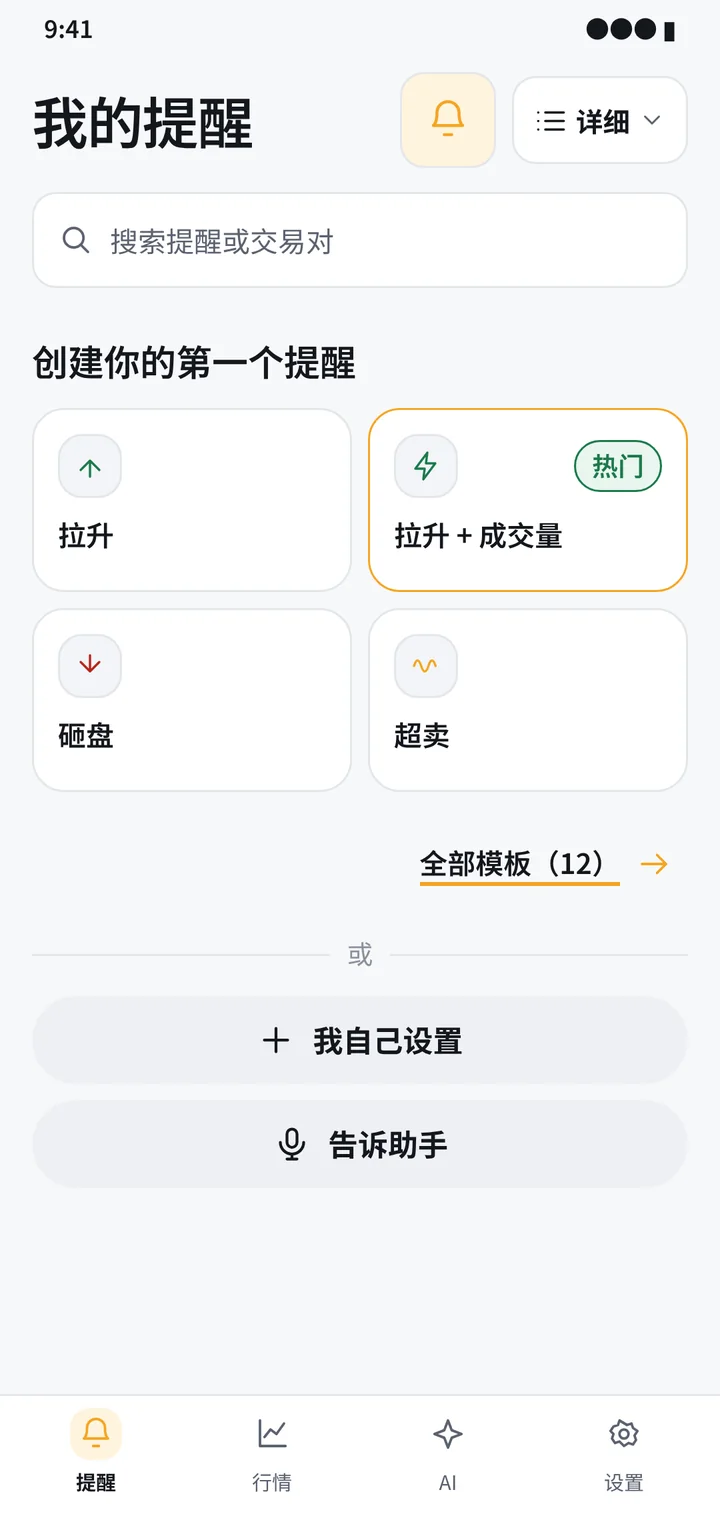 9:41
我的提醒
详细
搜索提醒或交易对
创建你的第一个提醒
拉升
热门
拉升 + 成交量
砸盘
超卖
全部模板（12）
或
我自己设置
告诉助手
提醒
行情
AI
设置